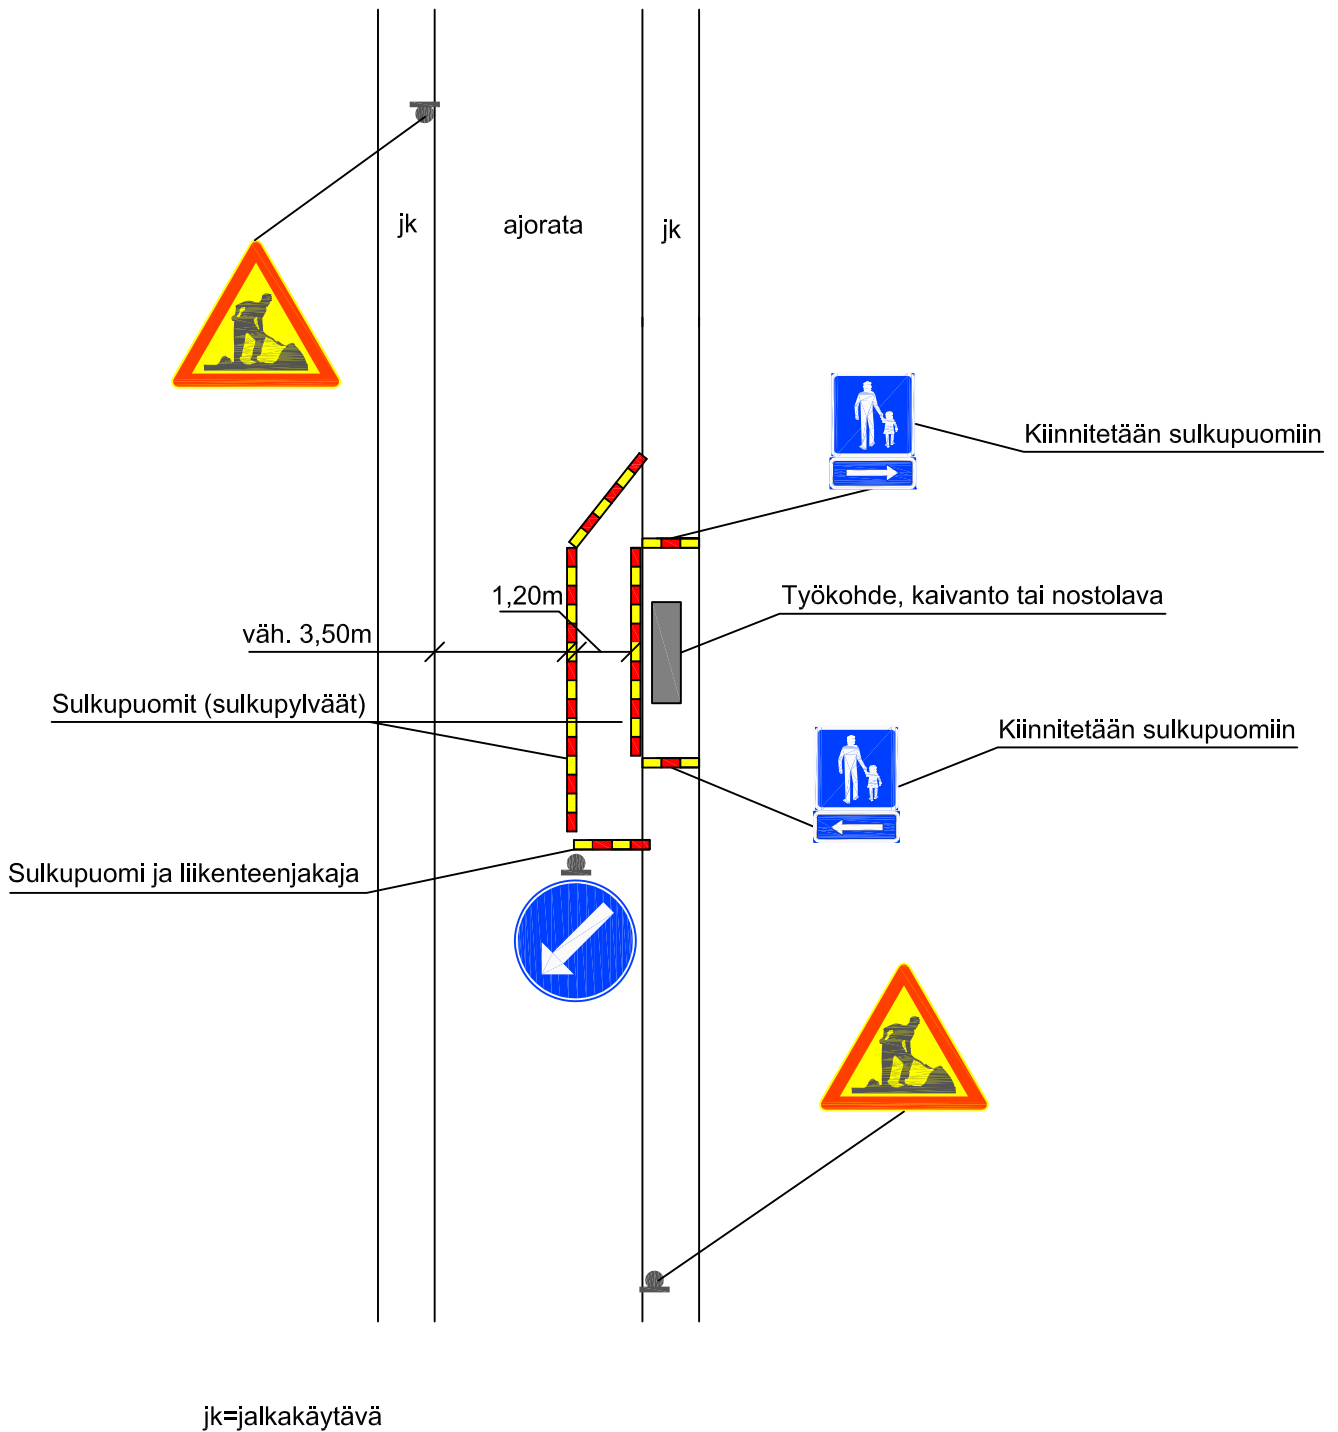 jk
ajorata
jk
Kiinnitetään sulkupuomiin
1,20m
Työkohde, kaivanto tai nostolava
väh. 3,50m
Sulkupuomit (sulkupylväät)
Kiinnitetään sulkupuomiin
Sulkupuomi ja liikenteenjakaja
jk=jalkakäytävä